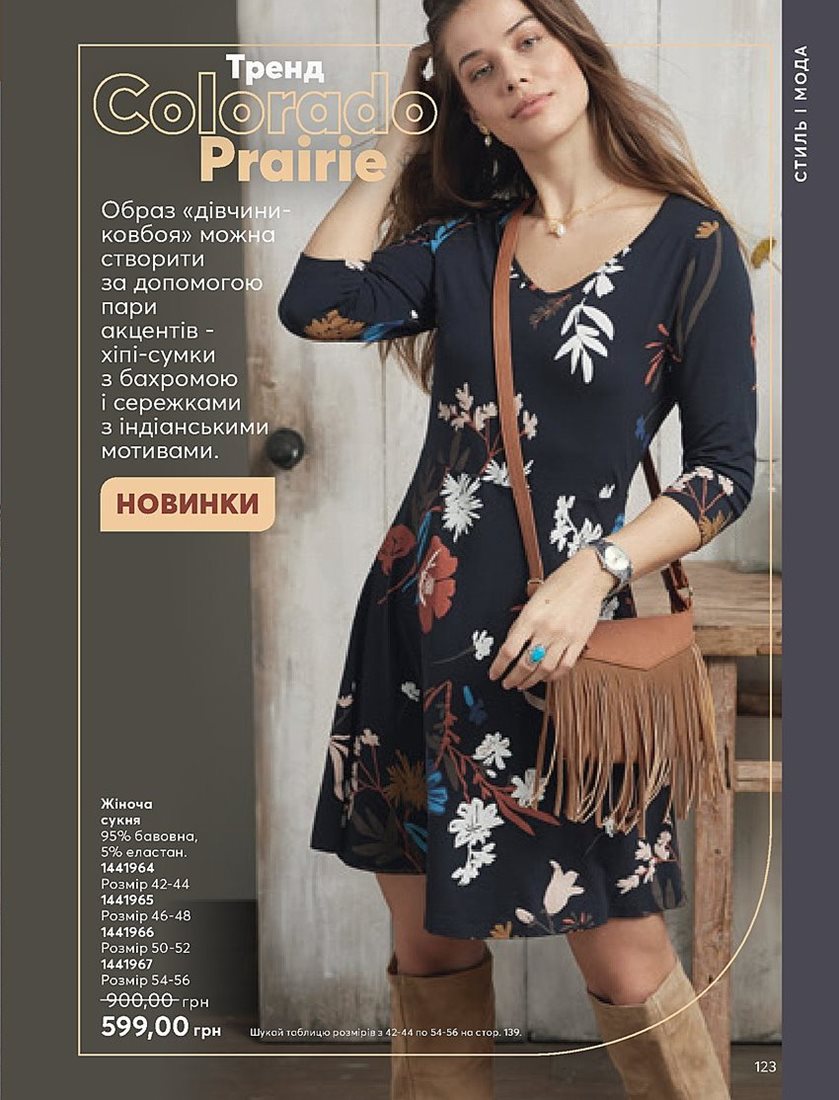 Тренд
Colorado
Prairie
Образ «дівчини-
ковбоя» можна
створити
за допомогою
пари
акцентів -
хіпі-сумки
з бахромою
і сережками
з індіанськими
мотивами.
НОВИНКИ
Жіноча
сукня
95% бавовна,
5% еластан.
1441964
Розмір 42-44
1441965
Розмір 46-48
1441966
Розмір 50-52
1441967
Розмір 54-56
900,00 грн
599,00 грн
Шукай таблицю розмірів з 42-44 по 54-56 на стор. 139.
СТИЛЬ | МОДА
123